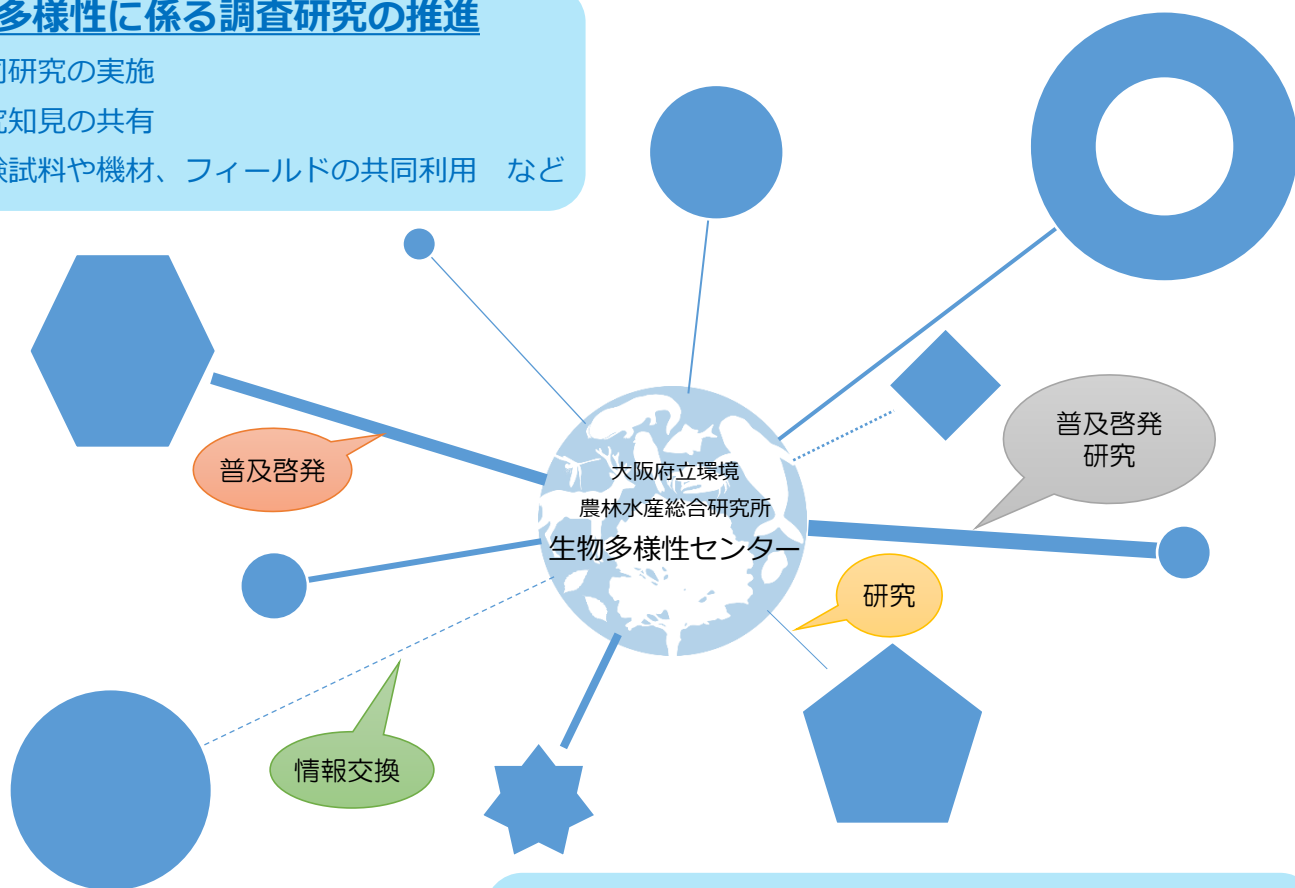 多様性に係る調査研究の推進
研究の実施
知見の共有
試料や機材、フィールドの共同利用　など
普及啓発
普及啓発
研究
大阪府立環境
農林水産総合研究所
生物多様性センター
研究
情報交換